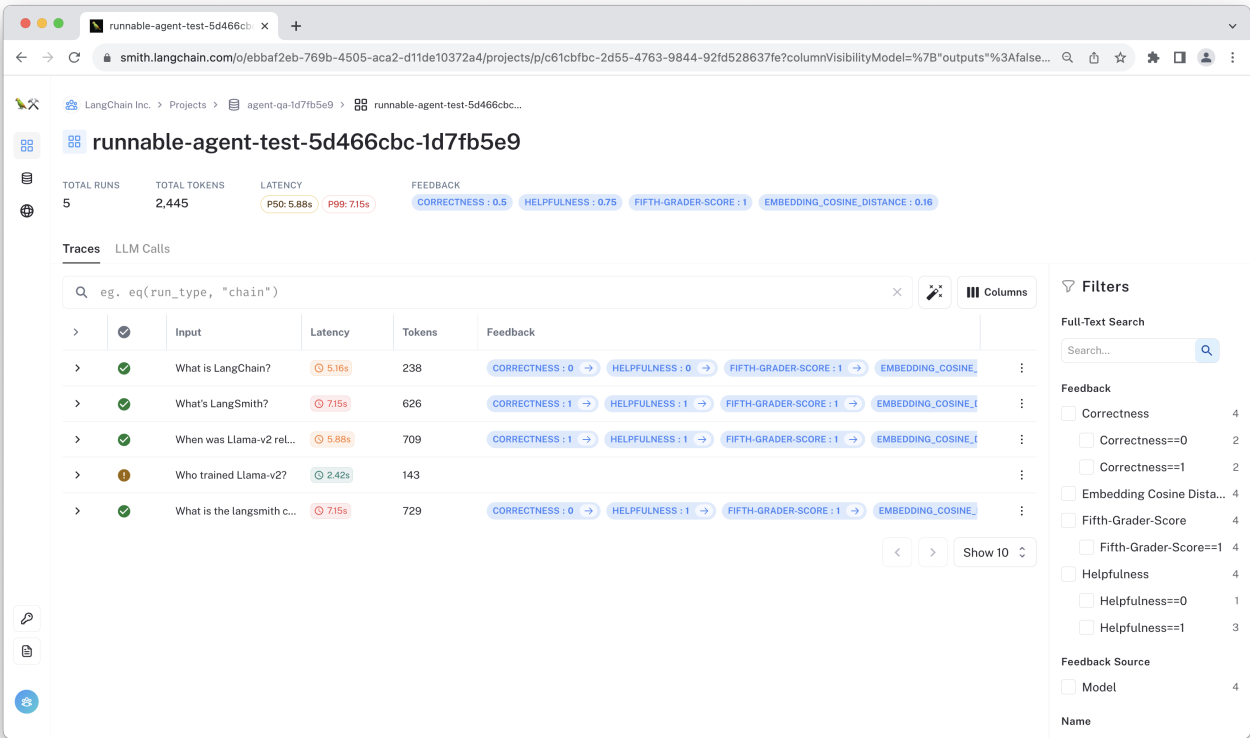 runnable-agent-test-5d466cb
smith.langchain.com/o/ebbaf2eb-769b-4505-aca2-d11de10372a4/projects/p/c61cbfbc-2d55-4763-9844-92fd528637fe?columnVisibilityModel=%7B"outputs"%3Afalse...
LangChain Inc. > Projects > agent-qa-1d7fb5e9 > runnable-agent-test-5d466cbc...
runnable-agent-test-5d466cbc-1d7fb5e9
TOTAL RUNS TOTAL TOKENS LATENCY FEEDBACK
5 2,445 P50: 5.88s P99: 7.15s CORRECTNESS : 0.5 HELPFULNESS : 0.75 FIFTH-GRADER-SCORE : 1 EMBEDDING_COSINE_DISTANCE : 0.16
Traces LLM Calls
eg. eq(run_type, "chain") Columns
Input Latency Tokens Feedback
What is LangChain? 5.16s 238 CORRECTNESS : 0 → HELPFULNESS : 0 → FIFTH-GRADER-SCORE : 1 → EMBEDDING_COSINE_
What's LangSmith? 7.15s 626 CORRECTNESS : 1 → HELPFULNESS : 1 → FIFTH-GRADER-SCORE : 1 → EMBEDDING_COSINE_D
When was Llama-v2 rel... 5.88s 709 CORRECTNESS : 1 → HELPFULNESS : 1 → FIFTH-GRADER-SCORE : 1 → EMBEDDING_COSINE_D
Who trained Llama-v2? 2.42s 143
What is the langsmith c... 7.15s 729 CORRECTNESS : 0 → HELPFULNESS : 1 → FIFTH-GRADER-SCORE : 1 → EMBEDDING_COSINE_
Show 10
Filters
Full-Text Search
Search...
Feedback
Correctness 4
Correctness==0 2
Correctness==1 2
Embedding Cosine Dista... 4
Fifth-Grader-Score 4
Fifth-Grader-Score==1 4
Helpfulness 4
Helpfulness==0 1
Helpfulness==1 3
Feedback Source
Model 4
Name